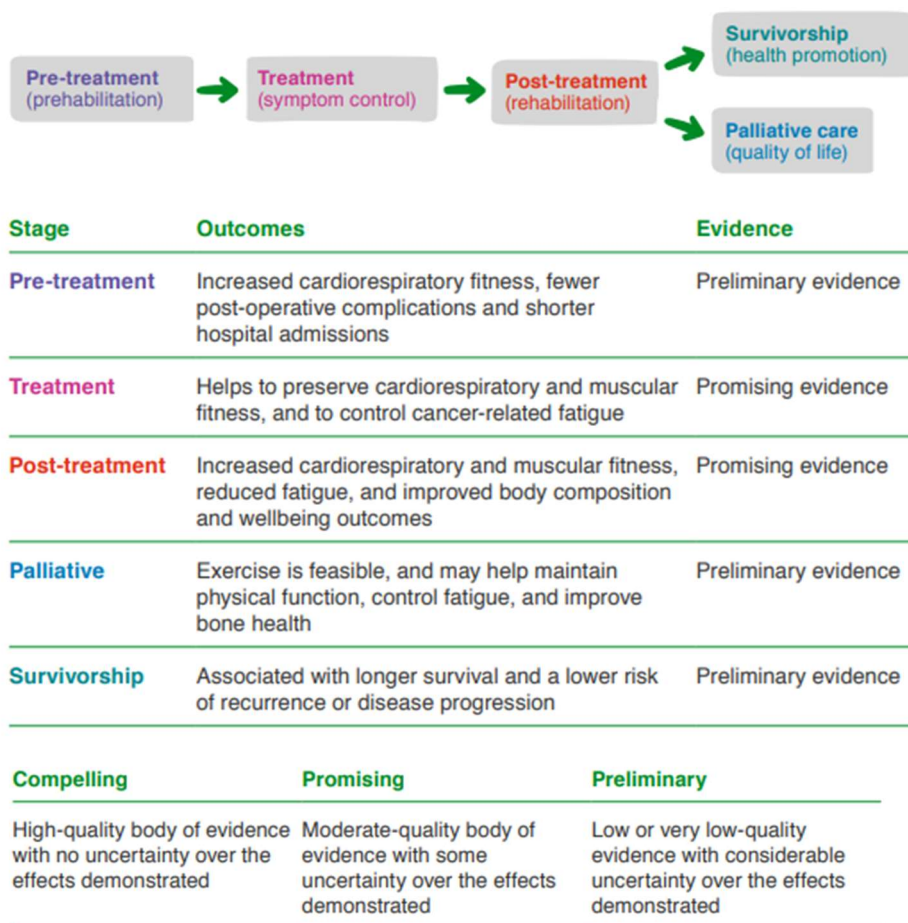 Pre-treatment
(prehabilitation)
Treatment
(symptom control)
Post-treatment
(rehabilitation)
Survivorship
(health promotion)
Palliative care
(quality of life)
Stage Outcomes Evidence
Pre-treatment Increased cardiorespiratory fitness, fewer Preliminary evidence
post-operative complications and shorter
hospital admissions
Treatment Helps to preserve cardiorespiratory and muscular Promising evidence
fitness, and to control cancer-related fatigue
Post-treatment Increased cardiorespiratory and muscular fitness, Promising evidence
reduced fatigue, and improved body composition
and wellbeing outcomes
Palliative Exercise is feasible, and may help maintain Preliminary evidence
physical function, control fatigue, and improve
bone health
Survivorship Associated with longer survival and a lower risk Preliminary evidence
of recurrence or disease progression
Compelling Promising Preliminary
High-quality body of evidence Moderate-quality body of Low or very low-quality
with no uncertainty over the evidence with some evidence with considerable
effects demonstrated uncertainty over the effects uncertainty over the effects
demonstrated demonstrated